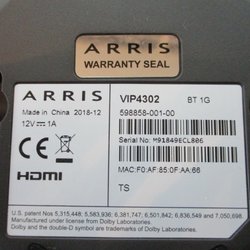 ARRIS
WARRANTY SEAL
ARRIS
VIP4302
BT 1G
Made in China 2018-12
598858-001-00
12V⎓1A
Serial No: M91849ECL806
HDMI
MAC:F0:AF:85:0F:AA:66
TS
U.S. patent Nos 5,315,448; 5,583,936; 6,381,747; 6,501,842; 6,836,549 and 7,050,698.
Manufactured under license from Dolby Laboratories. Dolby and
the double-D symbol are trademarks of Dolby Laboratories.